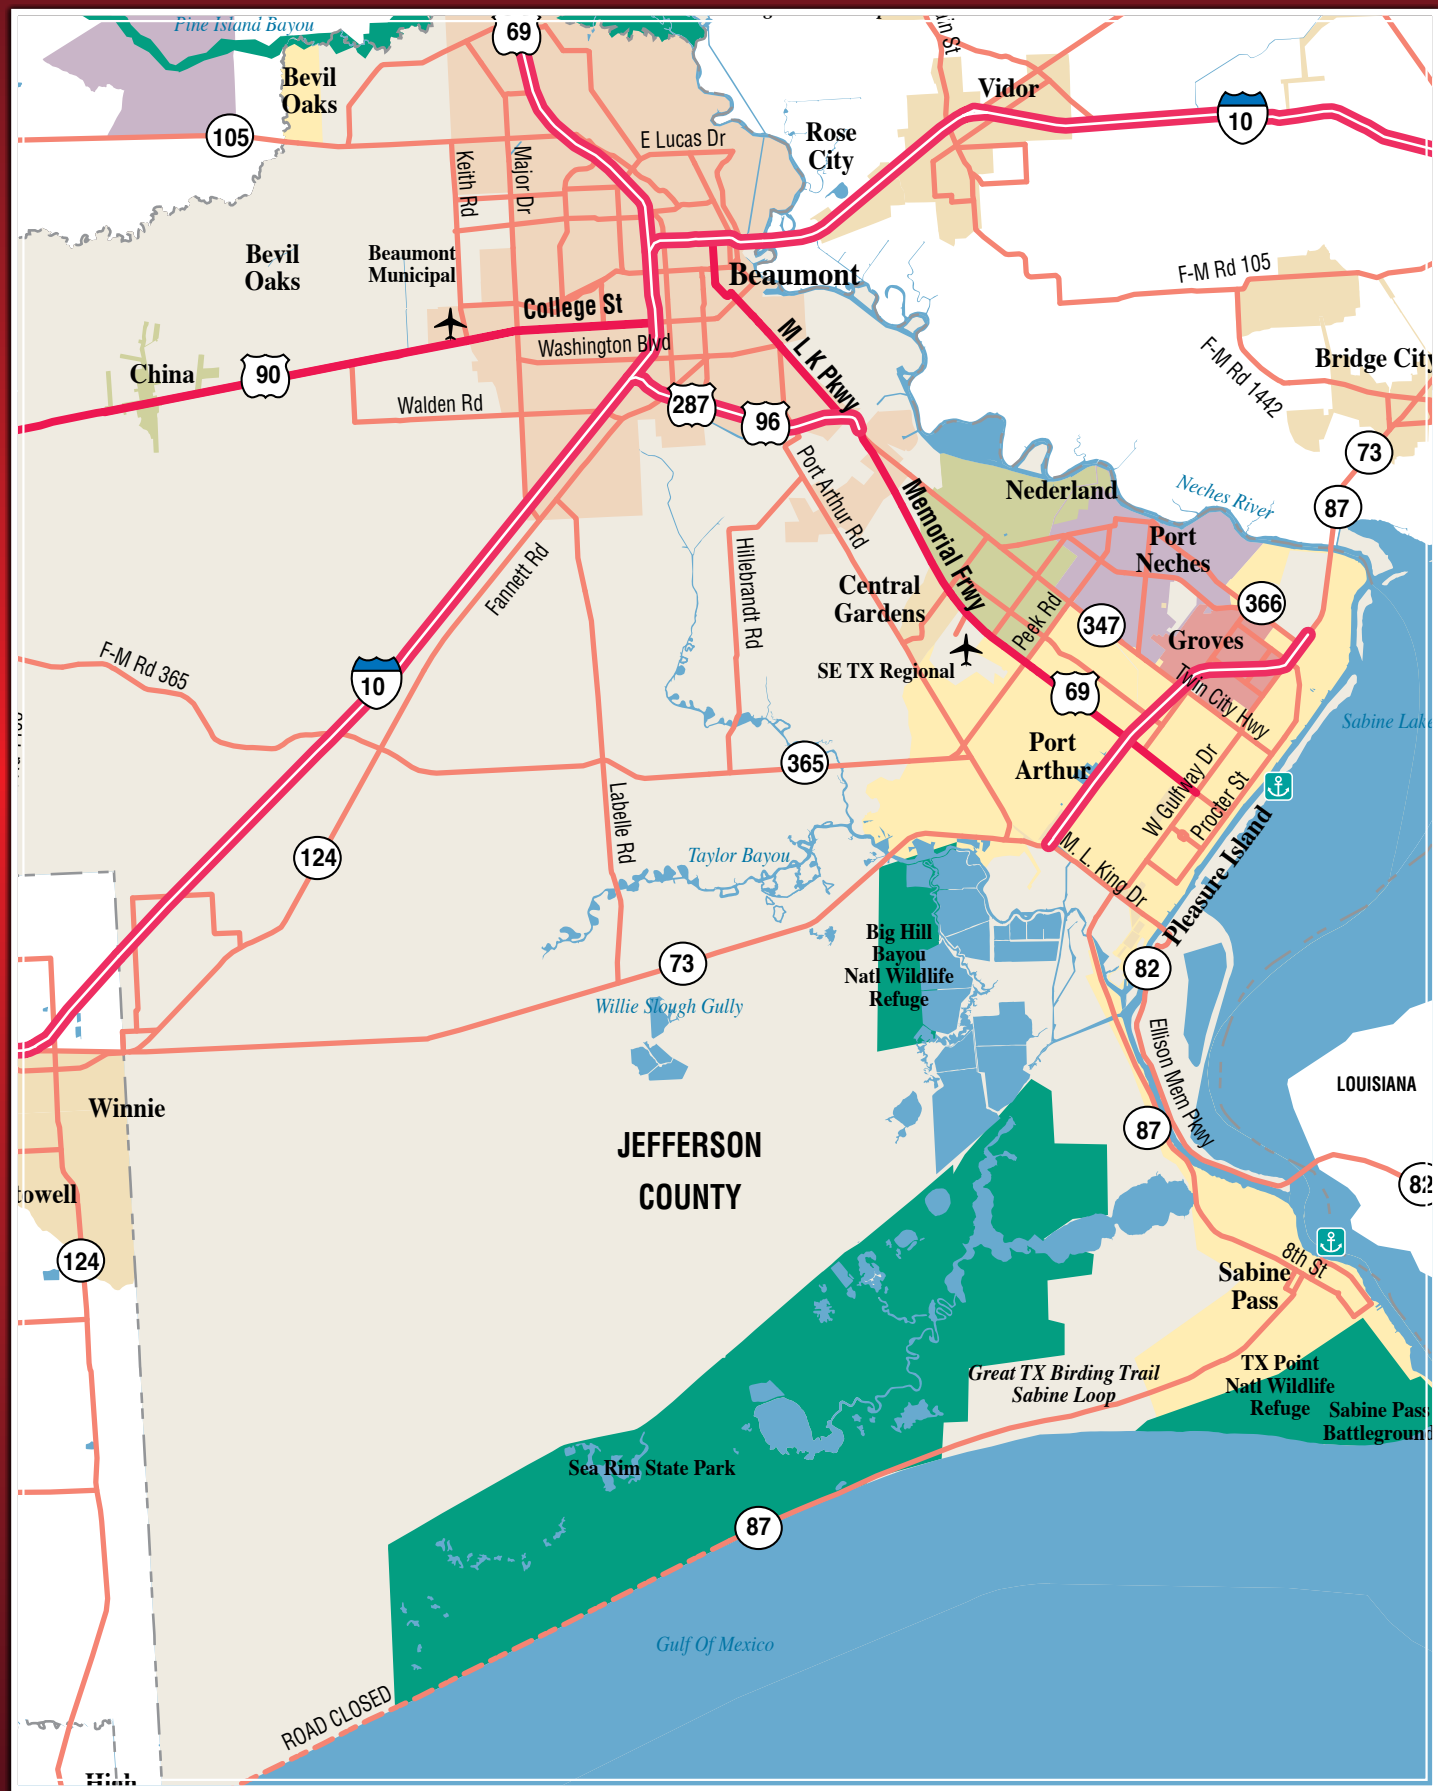 Pine Island Bayou
69
Bevil
Oaks
Vidor
10
105
E Lucas Dr
Rose
City
Keith Rd
Major Dr
Bevil
Oaks
Beaumont
Municipal
Beaumont
F-M Rd 105
College St
M L K Pkwy
Washington Blvd
F-M Rd 1442
Bridge City
China
90
Walden Rd
287
96
73
Port Arthur Rd
Memorial Frwy
Nederland
Neches River
87
Port
Neches
Fannett Rd
Hillebrandt Rd
Central
Gardens
Peek Rd
347
366
Groves
F-M Rd 365
SE TX Regional
10
69
Twin City Hwy
Sabine Lake
Port
Arthur
365
W Gulfway Dr
Procter St
Labelle Rd
124
Taylor Bayou
M. L. King Dr
Pleasure Island
Big Hill
Bayou
Natl Wildlife
Refuge
73
82
Willie Slough Gully
Ellison Mem Pkwy
LOUISIANA
Winnie
87
JEFFERSON
COUNTY
towell
82
124
8th St
Sabine
Pass
Great TX Birding Trail
Sabine Loop
TX Point
Natl Wildlife
Refuge
Sabine Pass
Battleground
Sea Rim State Park
87
Gulf Of Mexico
ROAD CLOSED
High